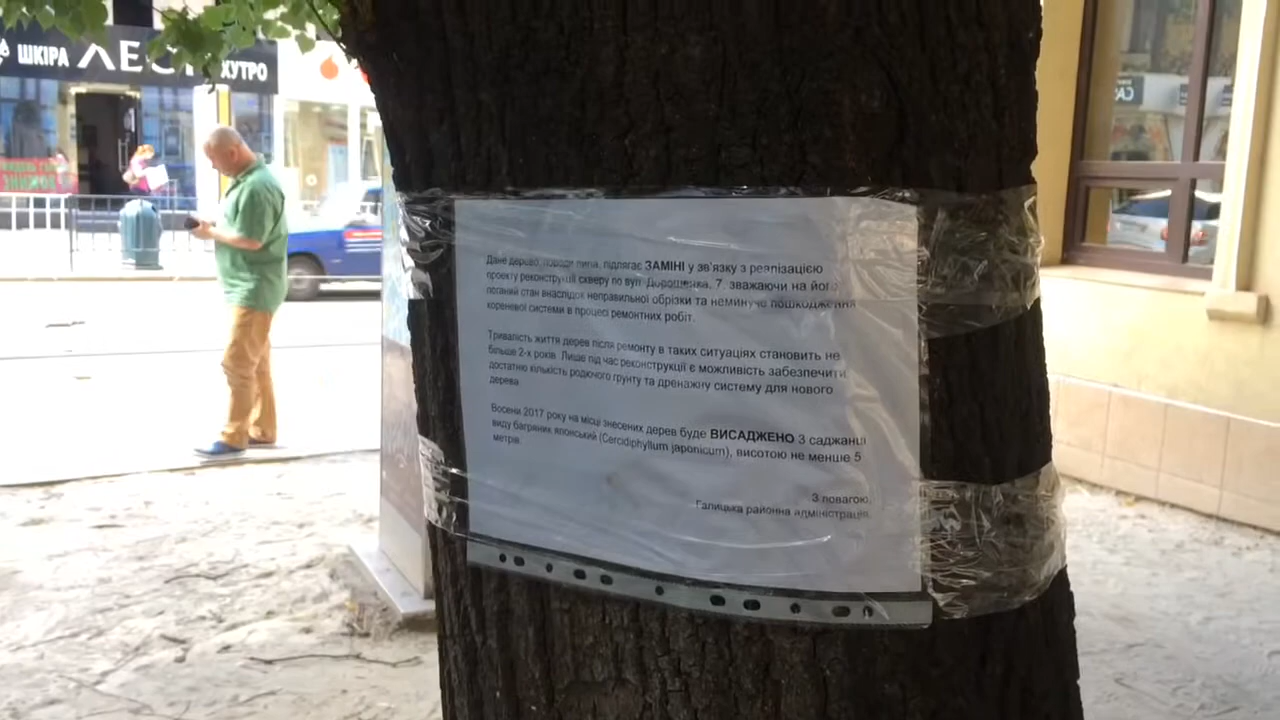 ШКІРА
ХУТРО
Дане дерево, породи липа, підлягає ЗАМІНІ у зв'язку з реалізацією
проекту реконструкції скверу по вул. Дорошенка, 7, зважаючи на його
поганий стан внаслідок неправильної обрізки та неминуче пошкодження
кореневої системи в процесі ремонтних робіт.
Тривалість життя дерев після ремонту в таких ситуаціях становить не
більше 2-х років. Лише під час реконструкції є можливість забезпечити
достатню кількість родючого ґрунту та дренажну систему для нового
дерева.
Восени 2017 року на місці знесених дерев буде ВИСАДЖЕНО 3 саджанці
виду багряник японський (Cercidiphyllum japonicum), висотою не менше 5
метрів.
З повагою,
Галицька районна адміністрація